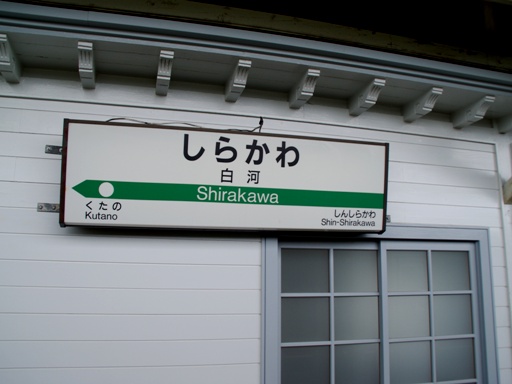 しらかわ
白河
Shirakawa
くたの
Kutano
しんしらかわ
Shin-Shirakawa